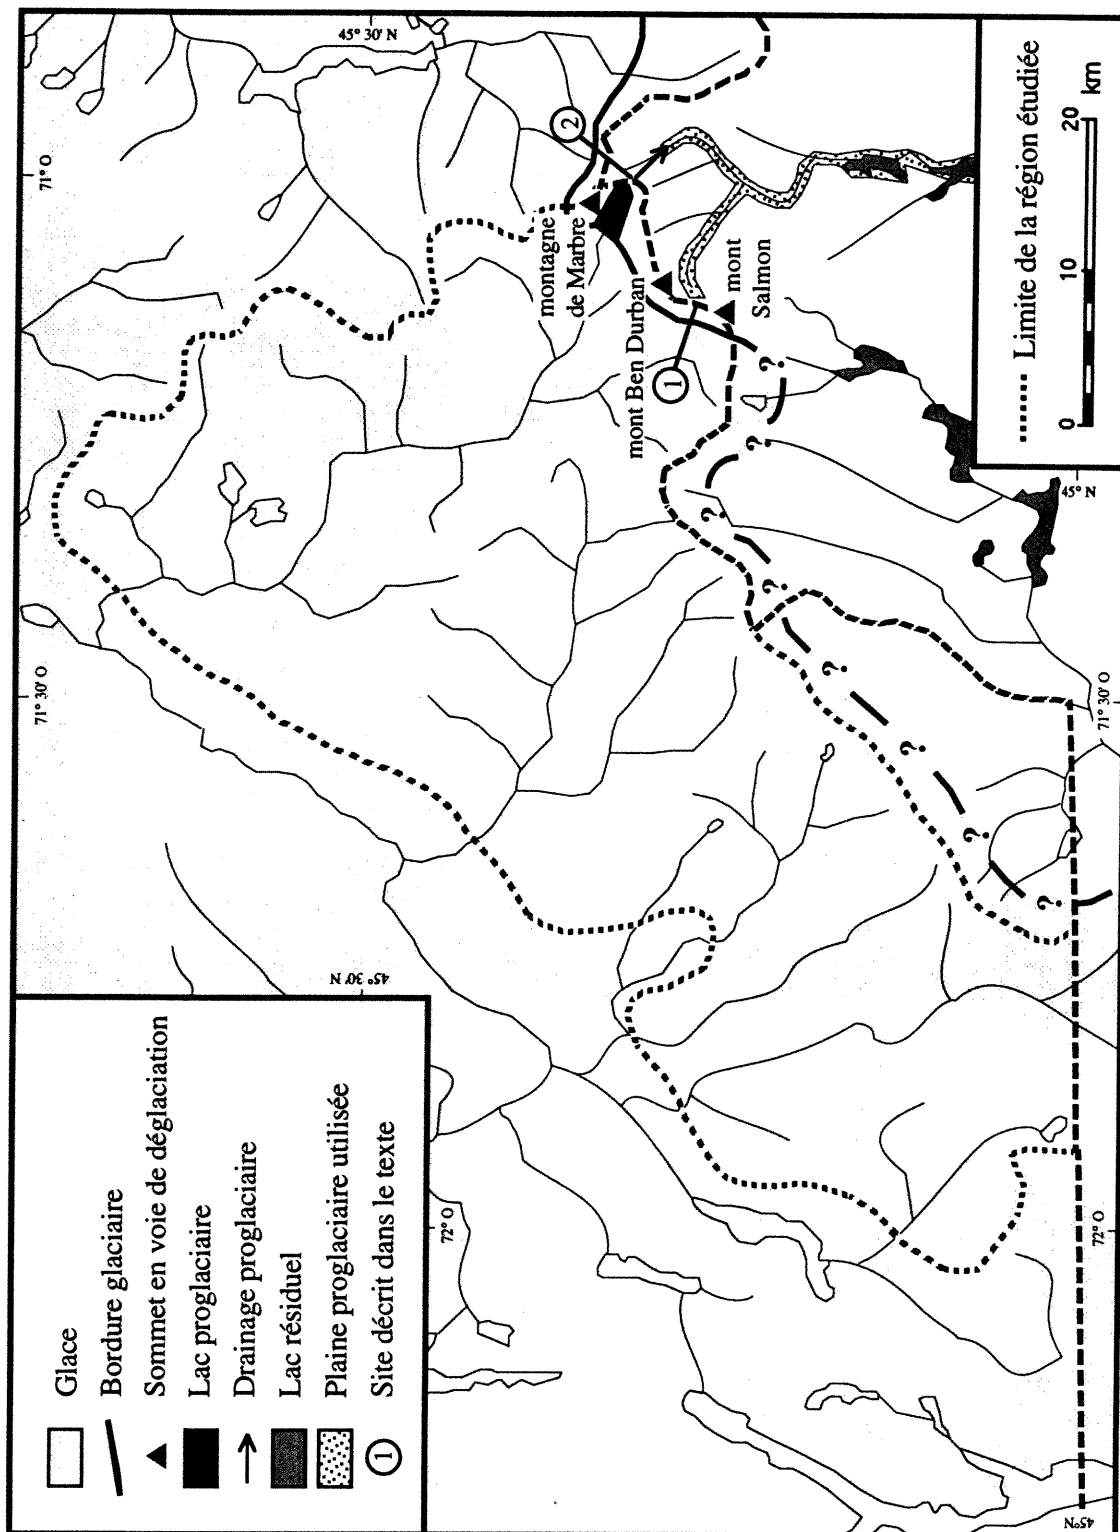 Glace
Bordure glaciaire
Sommet en voie de déglaciation
Lac proglaciaire
Drainage proglaciaire
Lac résiduel
Plaine proglaciaire utilisée
1
Site décrit dans le texte
45° 30' N
72° O
71° 30' O
71° O
45° 30' N
montagne
de Marbre
2
mont Ben Durban
1
mont
Salmon
?
?
?
?
?
?
?
?
45°N
72° O
71° 30' O
45° N
Limite de la région étudiée
0
10
20
km